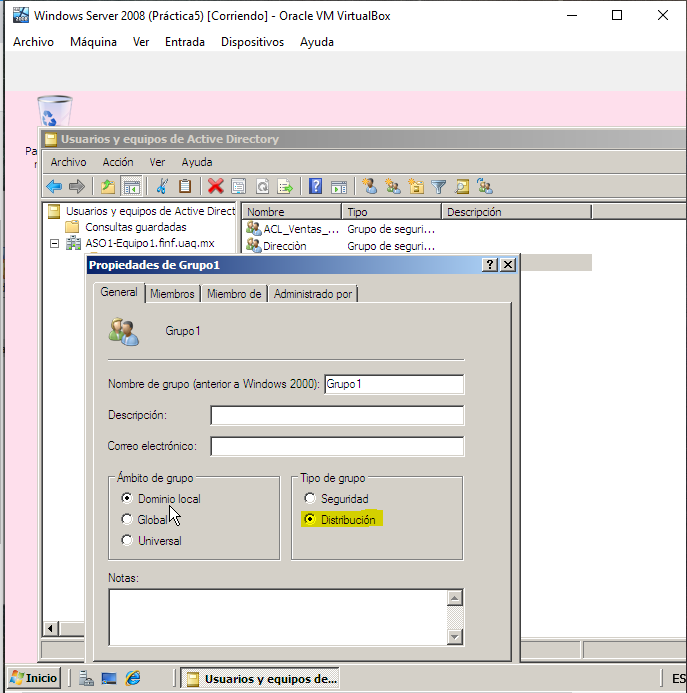 Windows Server 2008 (Práctica5) [Corriendo] - Oracle VM VirtualBox
Archivo Máquina Ver Entrada Dispositivos Ayuda
Usuarios y equipos de Active Directory
Archivo Acción Ver Ayuda
Usuarios y equipos de Active Direct
Consultas guardadas
ASO1-Equipo1.finf.uaq.mx
Nombre Tipo Descripción
ACL_Ventas_... Grupo de seguri...
Direcciòn Grupo de seguri...
Propiedades de Grupo1
General Miembros Miembro de Administrado por
Grupo1
Nombre de grupo (anterior a Windows 2000): Grupo1
Descripción:
Correo electrónico:
Ámbito de grupo
Dominio local
Global
Universal
Tipo de grupo
Seguridad
Distribución
Notas:
Inicio
Usuarios y equipos de...
ES